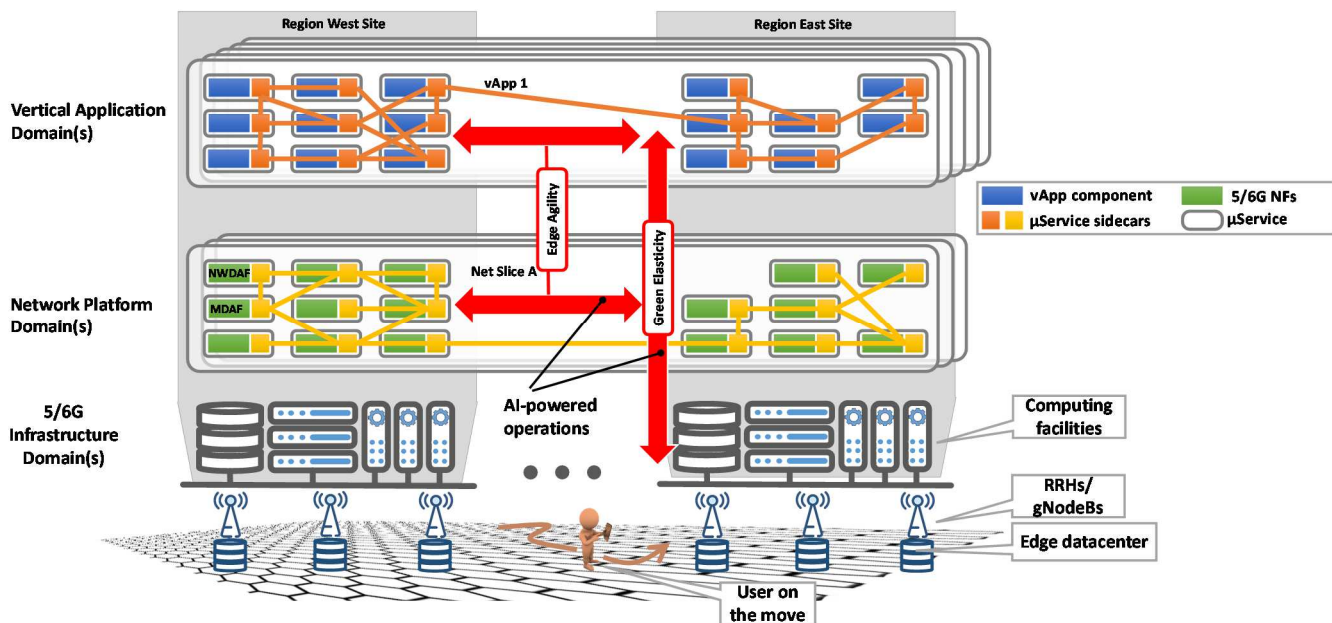 Region West Site
Region East Site
Vertical Application
Domain(s)
vApp 1
Edge Agility
Green Elasticity
vApp component
5/6G NFs
μService sidecars
μService
Network Platform
Domain(s)
NWDAF
MDAF
Net Slice A
5/6G
Infrastructure
Domain(s)
AI-powered
operations
Computing
facilities
RRHs/
gNodeBs
Edge datacenter
User on
the move